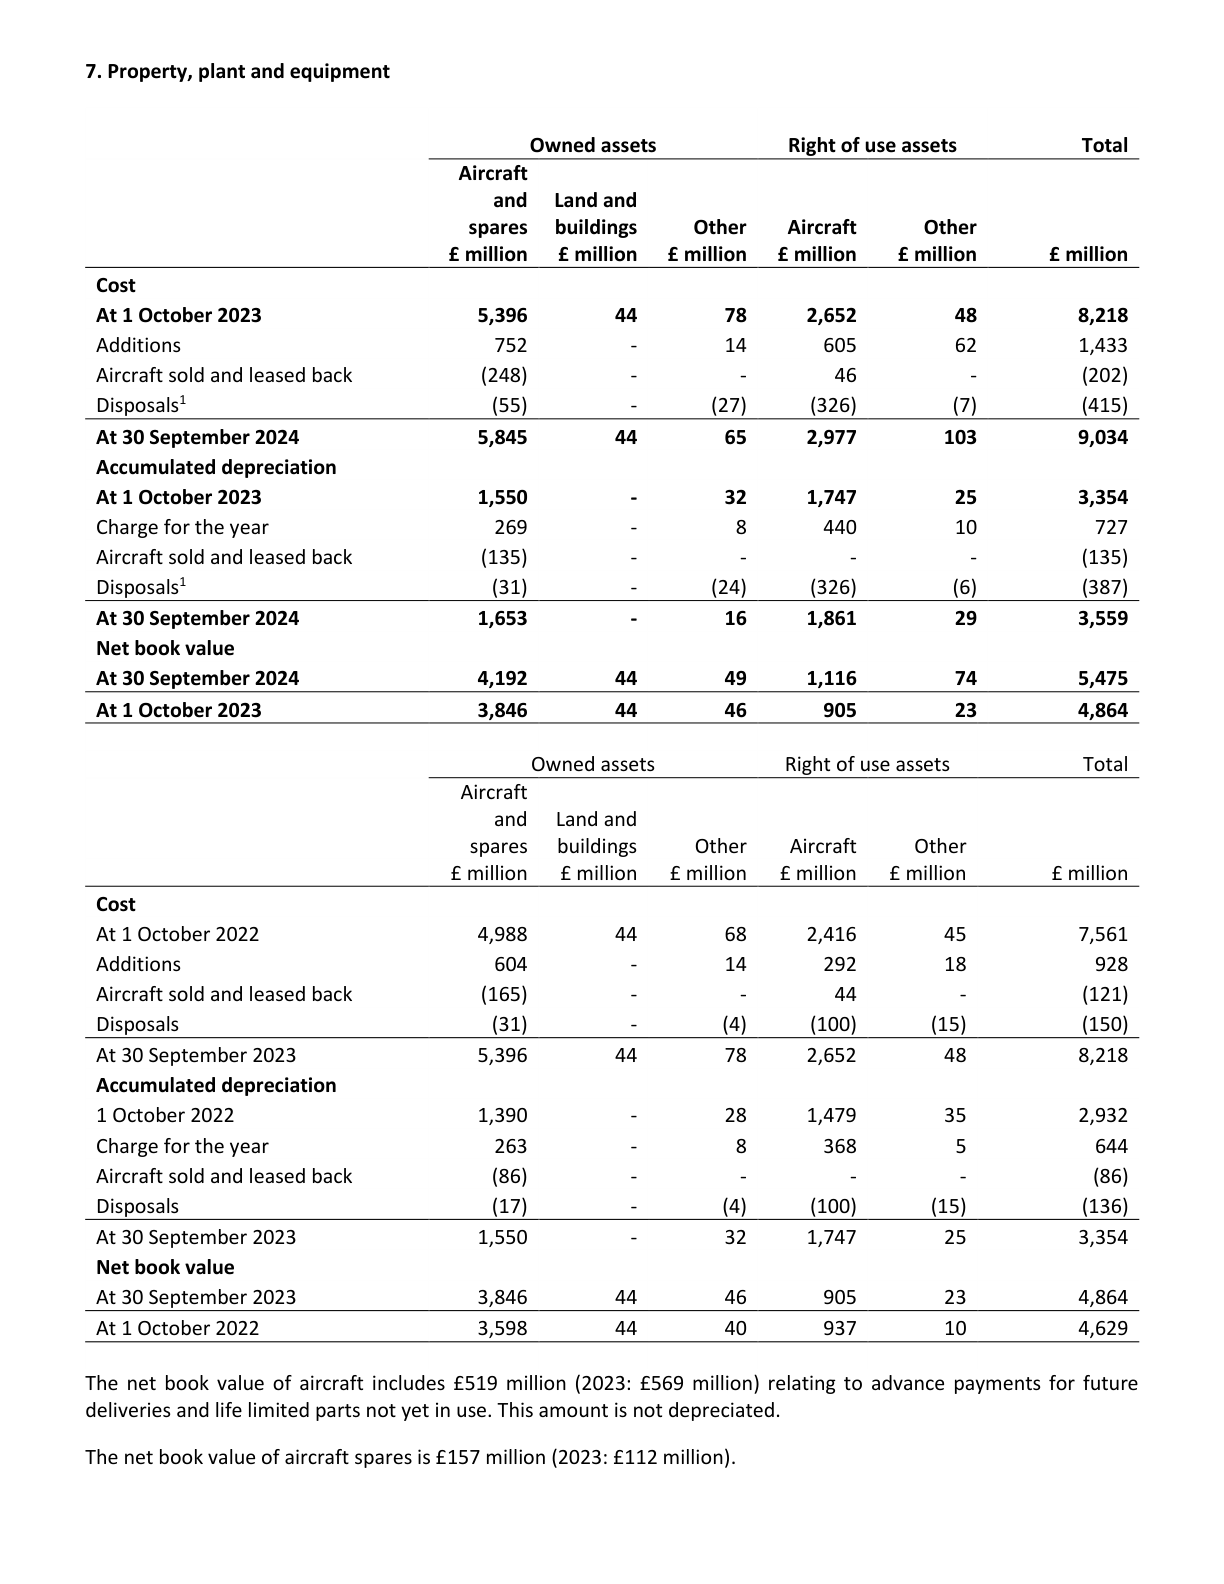 7. Property, plant and equipment
Owned assets Right of use assets Total
Aircraft
and Land and
spares buildings Other Aircraft Other
£ million £ million £ million £ million £ million £ million
Cost
At 1 October 2023 5,396 44 78 2,652 48 8,218
Additions 752 - 14 605 62 1,433
Aircraft sold and leased back (248) - - 46 - (202)
Disposals¹ (55) - (27) (326) (7) (415)
At 30 September 2024 5,845 44 65 2,977 103 9,034
Accumulated depreciation
At 1 October 2023 1,550 - 32 1,747 25 3,354
Charge for the year 269 - 8 440 10 727
Aircraft sold and leased back (135) - - - - (135)
Disposals¹ (31) - (24) (326) (6) (387)
At 30 September 2024 1,653 - 16 1,861 29 3,559
Net book value
At 30 September 2024 4,192 44 49 1,116 74 5,475
At 1 October 2023 3,846 44 46 905 23 4,864
Owned assets Right of use assets Total
Aircraft
and Land and
spares buildings Other Aircraft Other
£ million £ million £ million £ million £ million £ million
Cost
At 1 October 2022 4,988 44 68 2,416 45 7,561
Additions 604 - 14 292 18 928
Aircraft sold and leased back (165) - - 44 - (121)
Disposals (31) - (4) (100) (15) (150)
At 30 September 2023 5,396 44 78 2,652 48 8,218
Accumulated depreciation
1 October 2022 1,390 - 28 1,479 35 2,932
Charge for the year 263 - 8 368 5 644
Aircraft sold and leased back (86) - - - - (86)
Disposals (17) - (4) (100) (15) (136)
At 30 September 2023 1,550 - 32 1,747 25 3,354
Net book value
At 30 September 2023 3,846 44 46 905 23 4,864
At 1 October 2022 3,598 44 40 937 10 4,629
The net book value of aircraft includes £519 million (2023: £569 million) relating to advance payments for future
deliveries and life limited parts not yet in use. This amount is not depreciated.
The net book value of aircraft spares is £157 million (2023: £112 million).